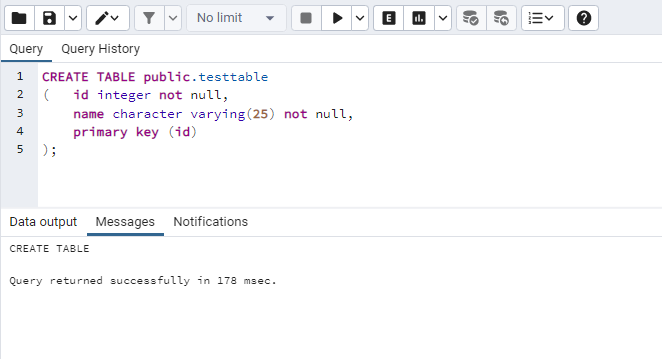 No limit
E
Query Query History
1 CREATE TABLE public.testtable
2 (   id integer not null,
3     name character varying(25) not null,
4     primary key (id)
5 );
Data output Messages Notifications
CREATE TABLE
Query returned successfully in 178 msec.